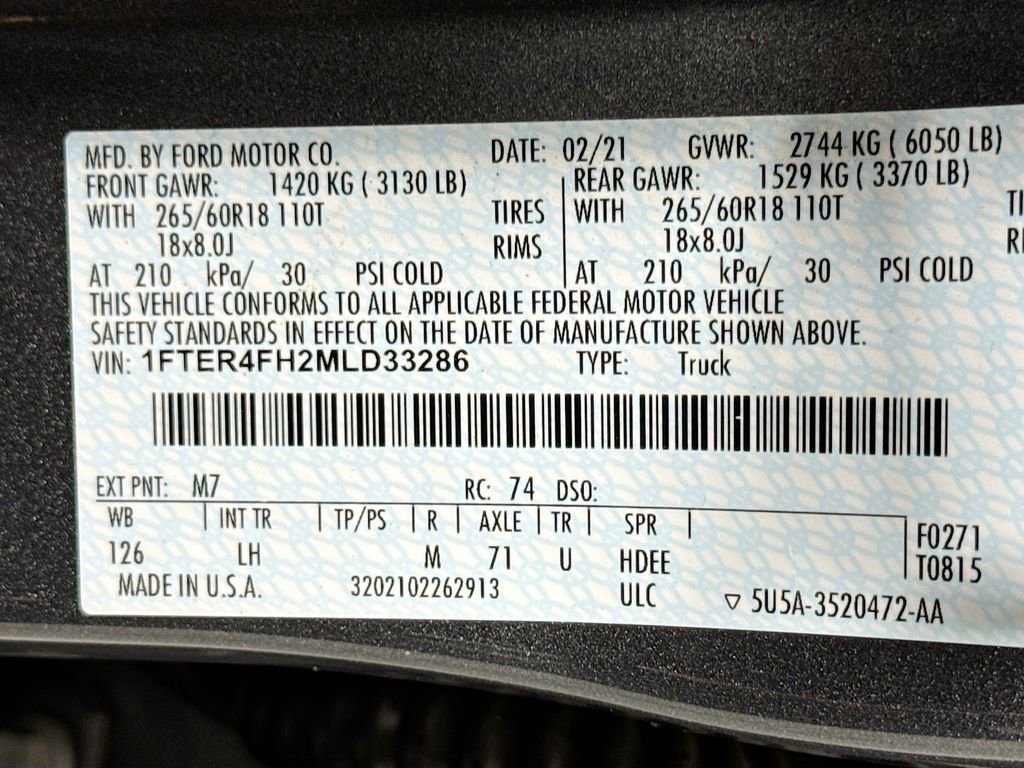 MFD. BY FORD MOTOR CO. DATE: 02/21 GVWR: 2744 KG ( 6050 LB)
FRONT GAWR: 1420 KG ( 3130 LB) REAR GAWR: 1529 KG ( 3370 LB)
WITH 265/60R18 110T TIRES WITH 265/60R18 110T TI
18x8.0J RIMS 18x8.0J RI
AT 210 kPa/ 30 PSI COLD AT 210 kPa/ 30 PSI COLD
THIS VEHICLE CONFORMS TO ALL APPLICABLE FEDERAL MOTOR VEHICLE
SAFETY STANDARDS IN EFFECT ON THE DATE OF MANUFACTURE SHOWN ABOVE.
VIN: 1FTER4FH2MLD33286 TYPE: Truck
EXT PNT: M7 RC: 74 DSO:
WB INT TR TP/PS R AXLE TR SPR F0271
126 LH M 71 U HDEE T0815
MADE IN U.S.A. 3202102262913 ULC ▽ 5U5A-3520472-AA